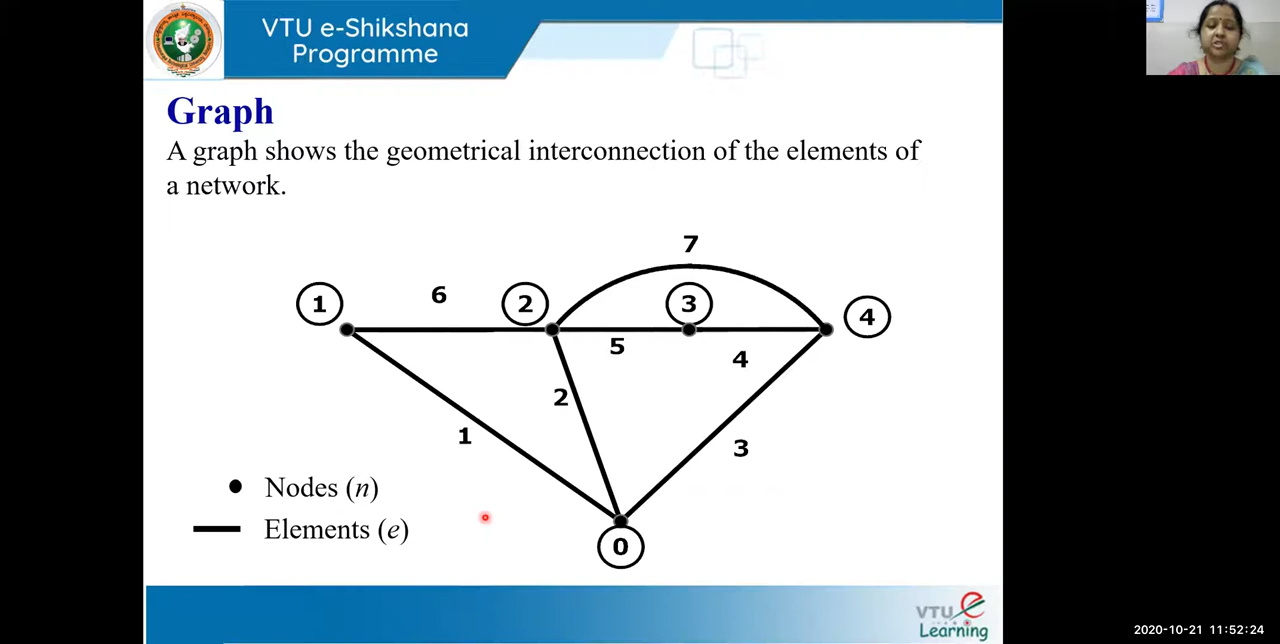 VTU e-Shikshana
Programme
Graph
A graph shows the geometrical interconnection of the elements of
a network.
7
1
6
2
3
4
5
4
2
1
3
Nodes (n)
Elements (e)
0
VTU e
Learning
2020-10-21 11:52:24